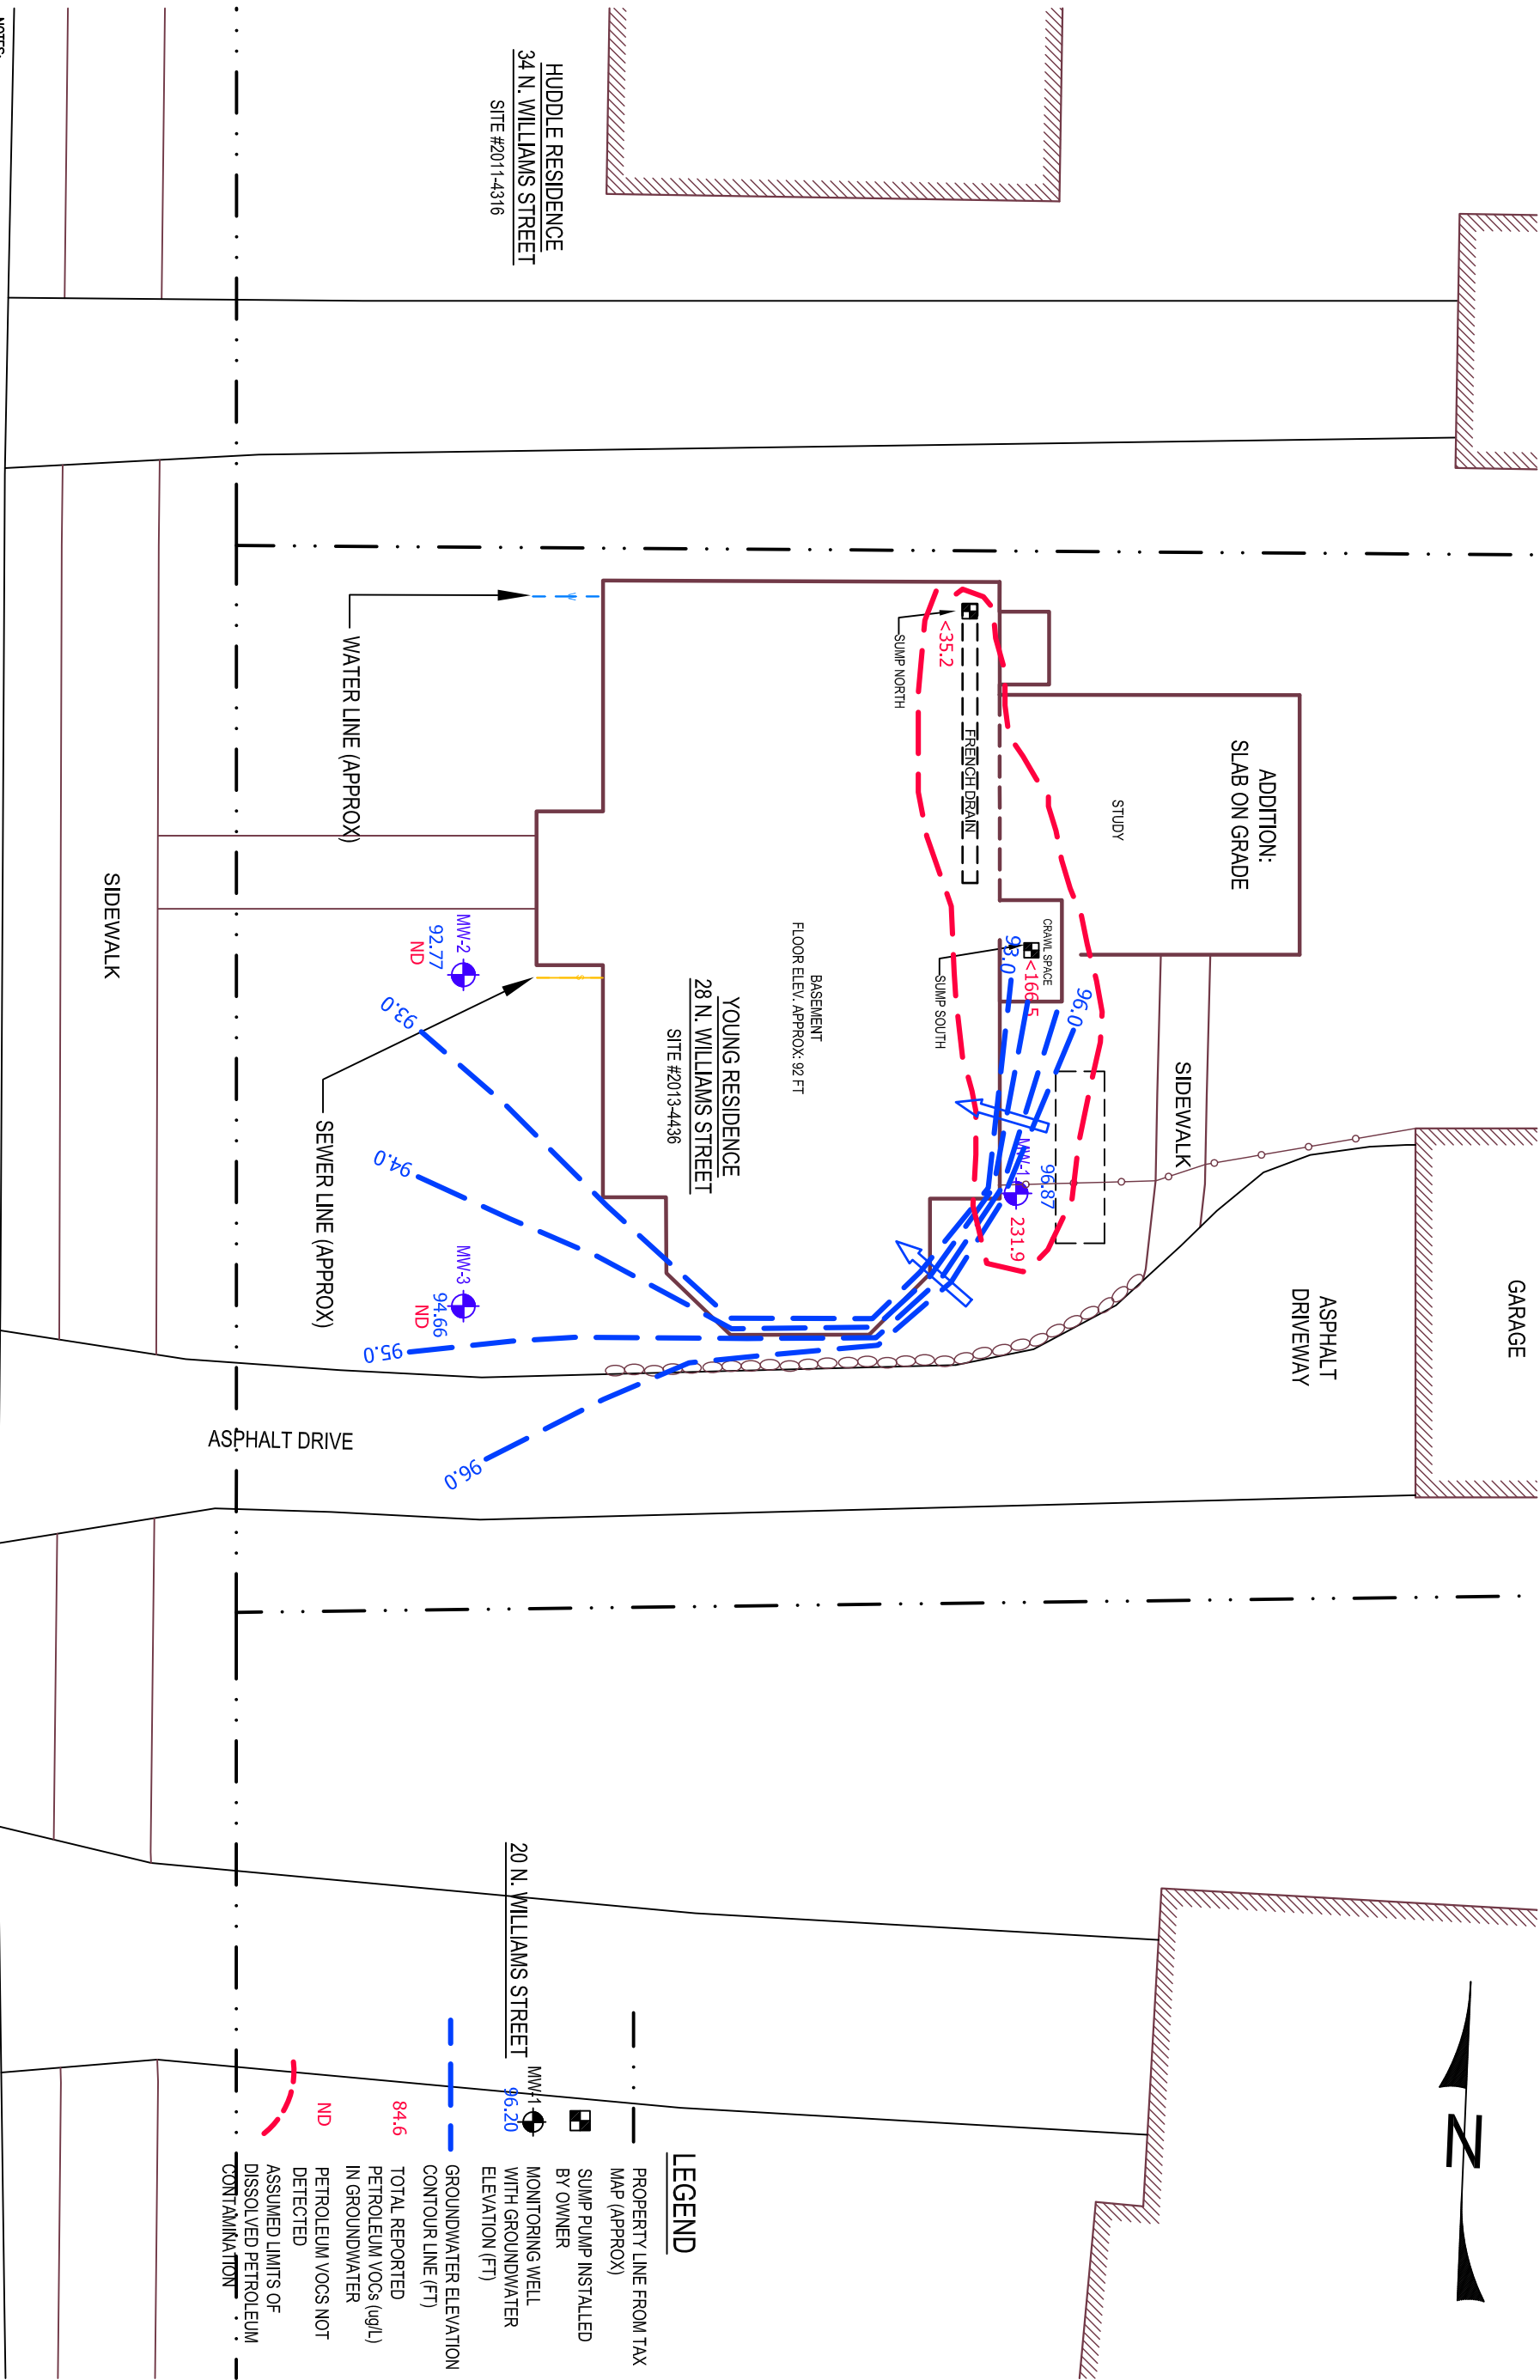 NOTES:
HUDDLE RESIDENCE
34 N. WILLIAMS STREET
SITE #2011-4316
ADDITION:
SLAB ON GRADE
STUDY
CRAWL SPACE
FRENCH DRAIN
SUMP NORTH
<35.2
SUMP SOUTH
<166.5
93.0
96.0
BASEMENT
FLOOR ELEV. APPROX: 92 FT
YOUNG RESIDENCE
28 N. WILLIAMS STREET
SITE #2013-4436
WATER LINE (APPROX)
W
SEWER LINE (APPROX)
S
SIDEWALK
SIDEWALK
MW-1
96.87
231.9
MW-2
92.77
ND
MW-3
94.66
ND
93.0
94.0
95.0
96.0
GARAGE
ASPHALT
DRIVEWAY
ASPHALT DRIVE
20 N. WILLIAMS STREET
N
LEGEND
PROPERTY LINE FROM TAX
MAP (APPROX)
SUMP PUMP INSTALLED
BY OWNER
MW-1
96.20
MONITORING WELL
WITH GROUNDWATER
ELEVATION (FT)
GROUNDWATER ELEVATION
CONTOUR LINE (FT)
84.6
TOTAL REPORTED
PETROLEUM VOCs (ug/L)
IN GROUNDWATER
ND
PETROLEUM VOCS NOT
DETECTED
ASSUMED LIMITS OF
DISSOLVED PETROLEUM
CONTAMINATION